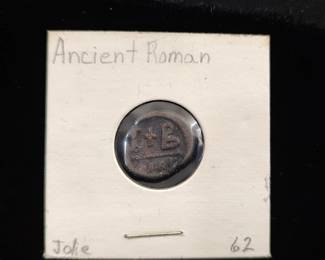 Ancient Roman
I+B
Jolie 62